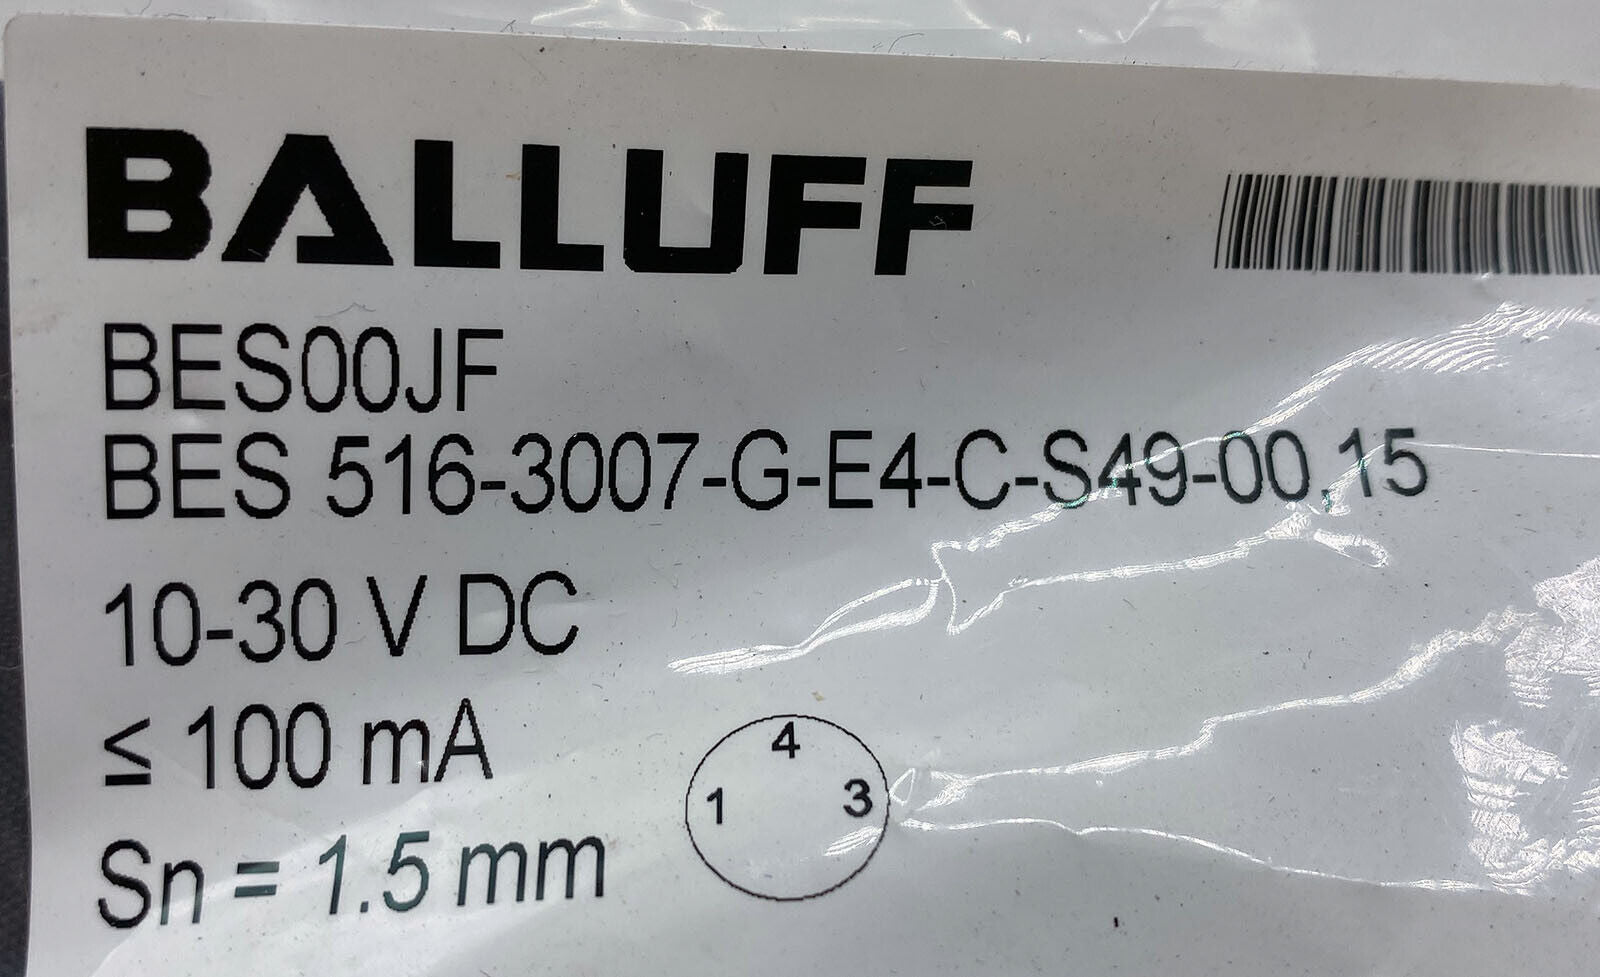 BALLUFF
BES00JF
BES 516-3007-G-E4-C-S49-00,15
10-30 V DC
≤ 100 mA
Sn = 1.5 mm
4
1 3